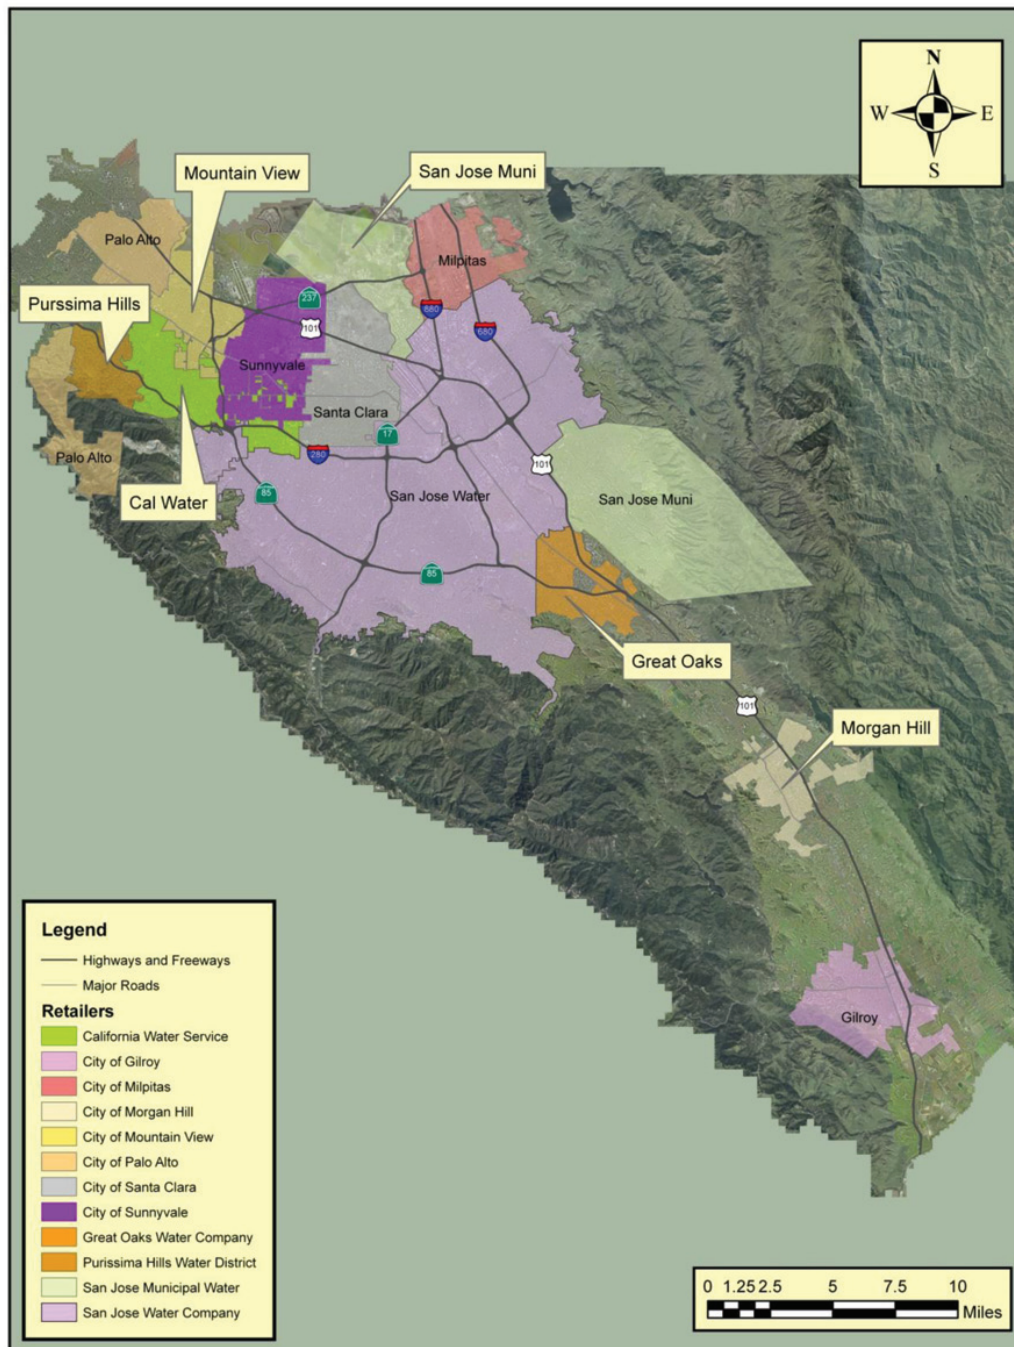 N
W E
S
Mountain View
San Jose Muni
Palo Alto
Milpitas
Purssima Hills
237
680
101
680
Sunnyvale
Santa Clara
17
280
101
Palo Alto
Cal Water
85
San Jose Water
San Jose Muni
85
Great Oaks
101
Morgan Hill
Gilroy
Legend
Highways and Freeways
Major Roads
Retailers
California Water Service
City of Gilroy
City of Milpitas
City of Morgan Hill
City of Mountain View
City of Palo Alto
City of Santa Clara
City of Sunnyvale
Great Oaks Water Company
Purissima Hills Water District
San Jose Municipal Water
San Jose Water Company
0 1.25 2.5 5 7.5 10
Miles